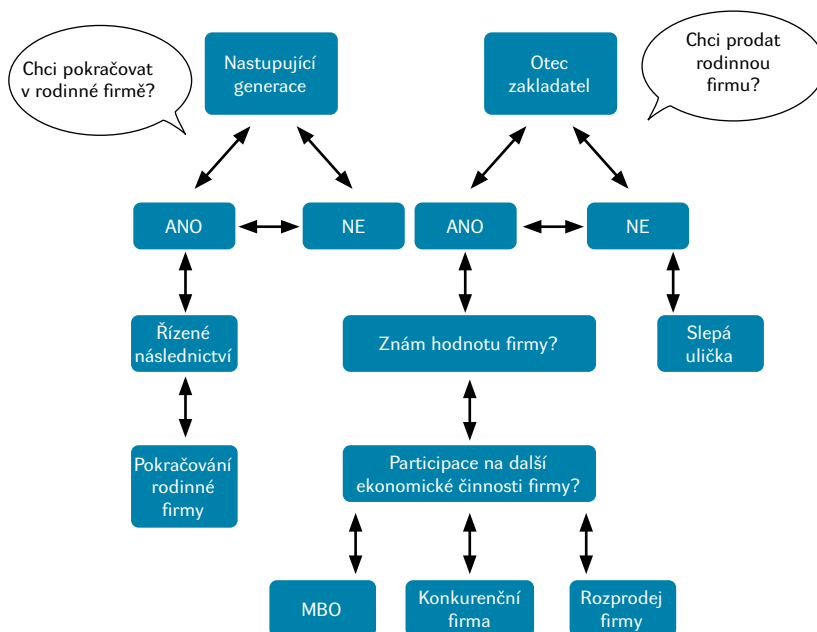 Chci pokračovat
v rodinné firmě?
Nastupující
generace
Otec
zakladatel
Chci prodat
rodinnou
firmu?
ANO
NE
ANO
NE
Řízené
následnictví
Znám hodnotu firmy?
Slepá
ulička
Pokračování
rodinné
firmy
Participace na další
ekonomické činnosti firmy?
MBO
Konkurenční
firma
Rozprodej
firmy